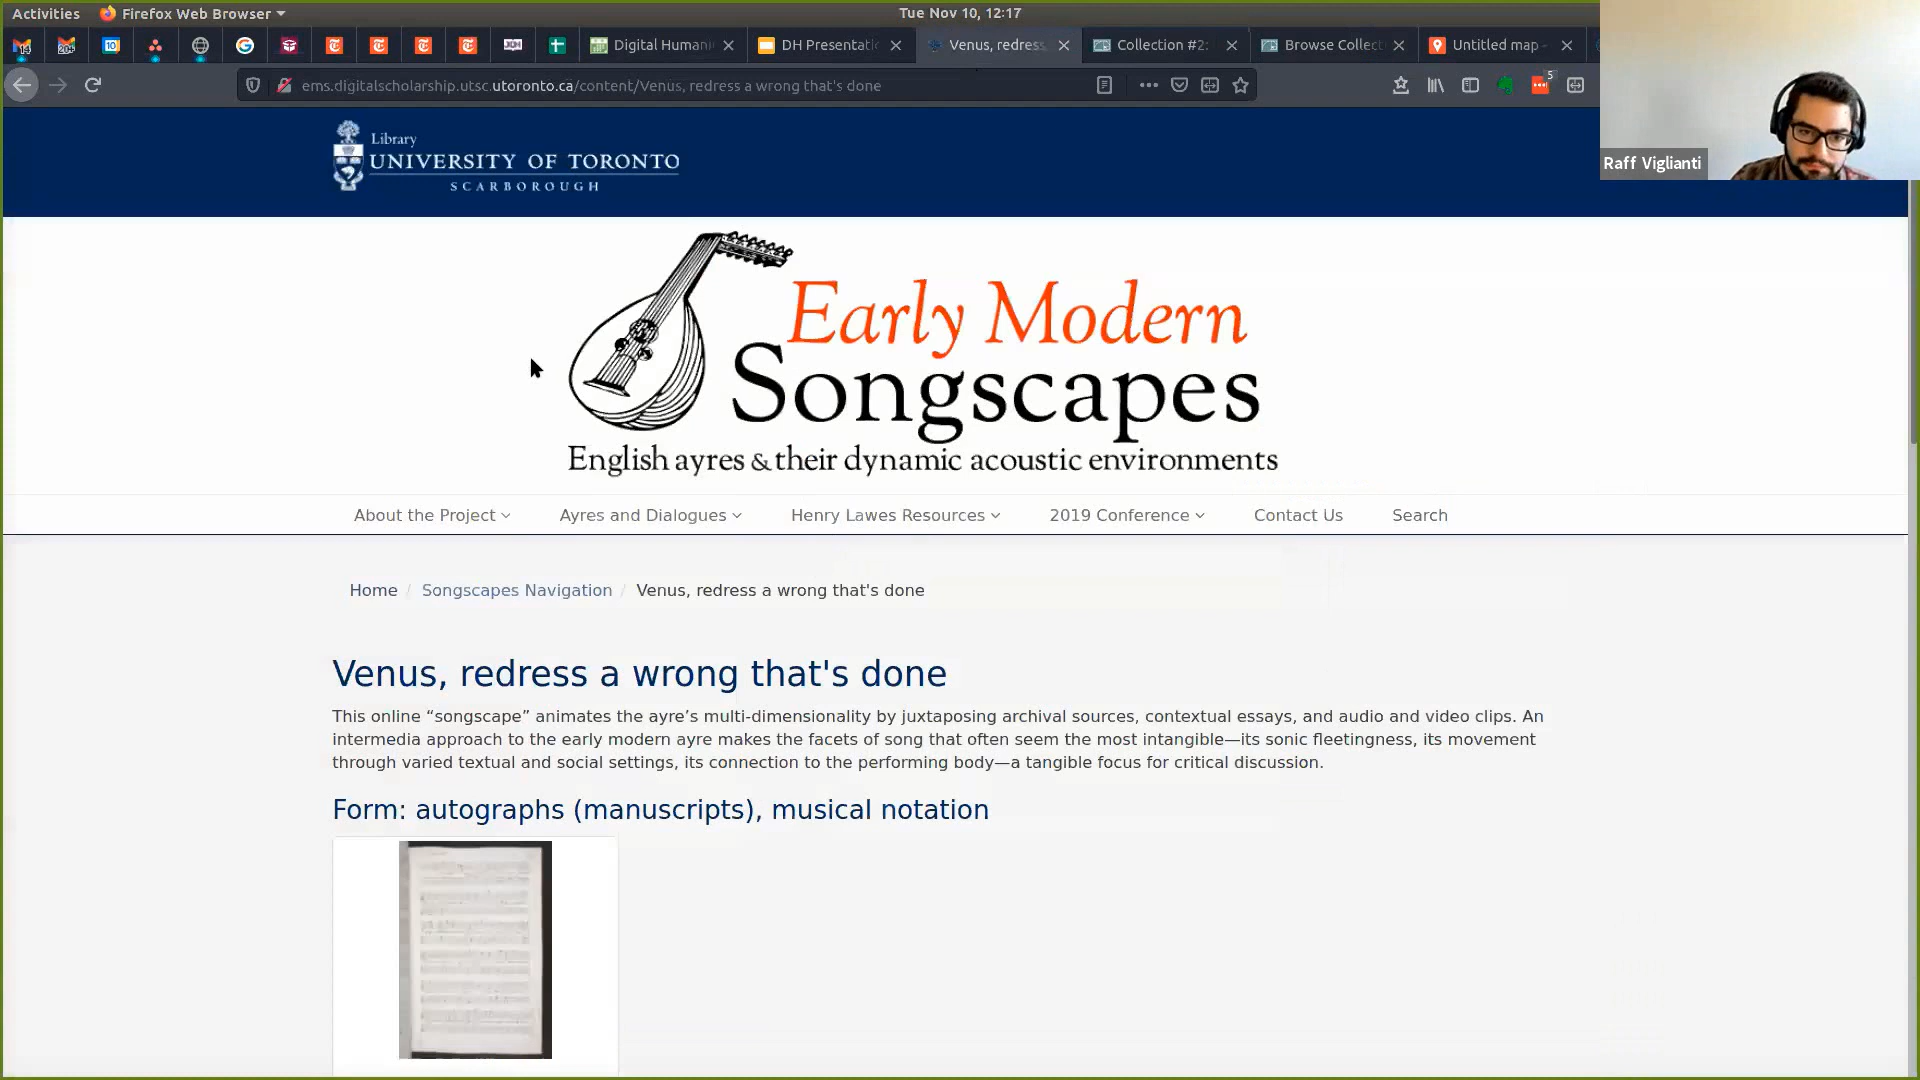 Activities Firefox Web Browser Tue Nov 10, 12:17
14 20+ 10 Digital Humani DH Presentati Venus, redress Collection #2: Browse Collect Untitled map -
ems.digitalscholarship.utsc.utoronto.ca/content/Venus, redress a wrong that's done 5
Raff Viglianti
Library
UNIVERSITY OF TORONTO
SCARBOROUGH
Early Modern
Songscapes
English ayres & their dynamic acoustic environments
About the Project Ayres and Dialogues Henry Lawes Resources 2019 Conference Contact Us Search
Home / Songscapes Navigation / Venus, redress a wrong that's done
Venus, redress a wrong that's done
This online “songscape” animates the ayre’s multi-dimensionality by juxtaposing archival sources, contextual essays, and audio and video clips. An
intermedia approach to the early modern ayre makes the facets of song that often seem the most intangible—its sonic fleetingness, its movement
through varied textual and social settings, its connection to the performing body—a tangible focus for critical discussion.
Form: autographs (manuscripts), musical notation